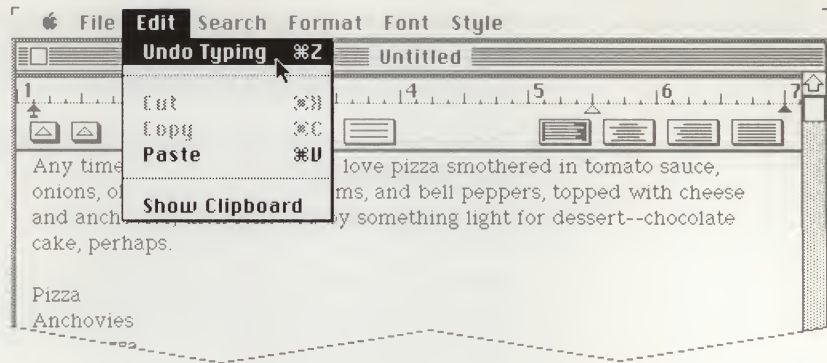 File Edit Search Format Font Style
Undo Typing ⌘Z
Untitled
Cut ⌘X
Copy ⌘C
Paste ⌘V
Show Clipboard
1 4 5 6 7
Any time love pizza smothered in tomato sauce,
onions, ol ms, and bell peppers, topped with cheese
and anch by something light for dessert--chocolate
cake, perhaps.
Pizza
Anchovies